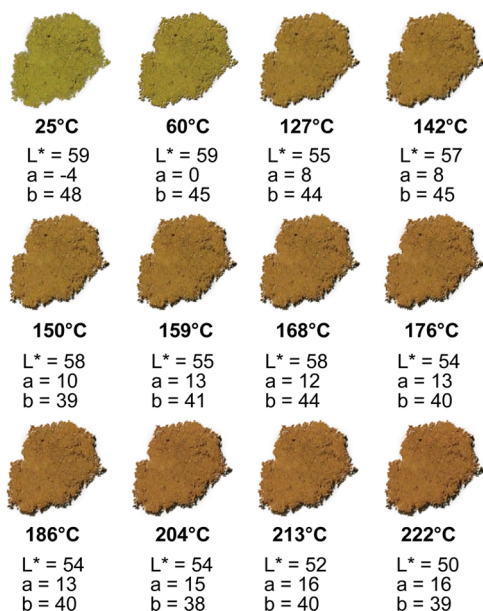 25°C 60°C 127°C 142°C
L* = 59 L* = 59 L* = 55 L* = 57
a = -4 a = 0 a = 8 a = 8
b = 48 b = 45 b = 44 b = 45
150°C 159°C 168°C 176°C
L* = 58 L* = 55 L* = 58 L* = 54
a = 10 a = 13 a = 12 a = 13
b = 39 b = 41 b = 44 b = 40
186°C 204°C 213°C 222°C
L* = 54 L* = 54 L* = 52 L* = 50
a = 13 a = 15 a = 16 a = 16
b = 40 b = 38 b = 40 b = 39